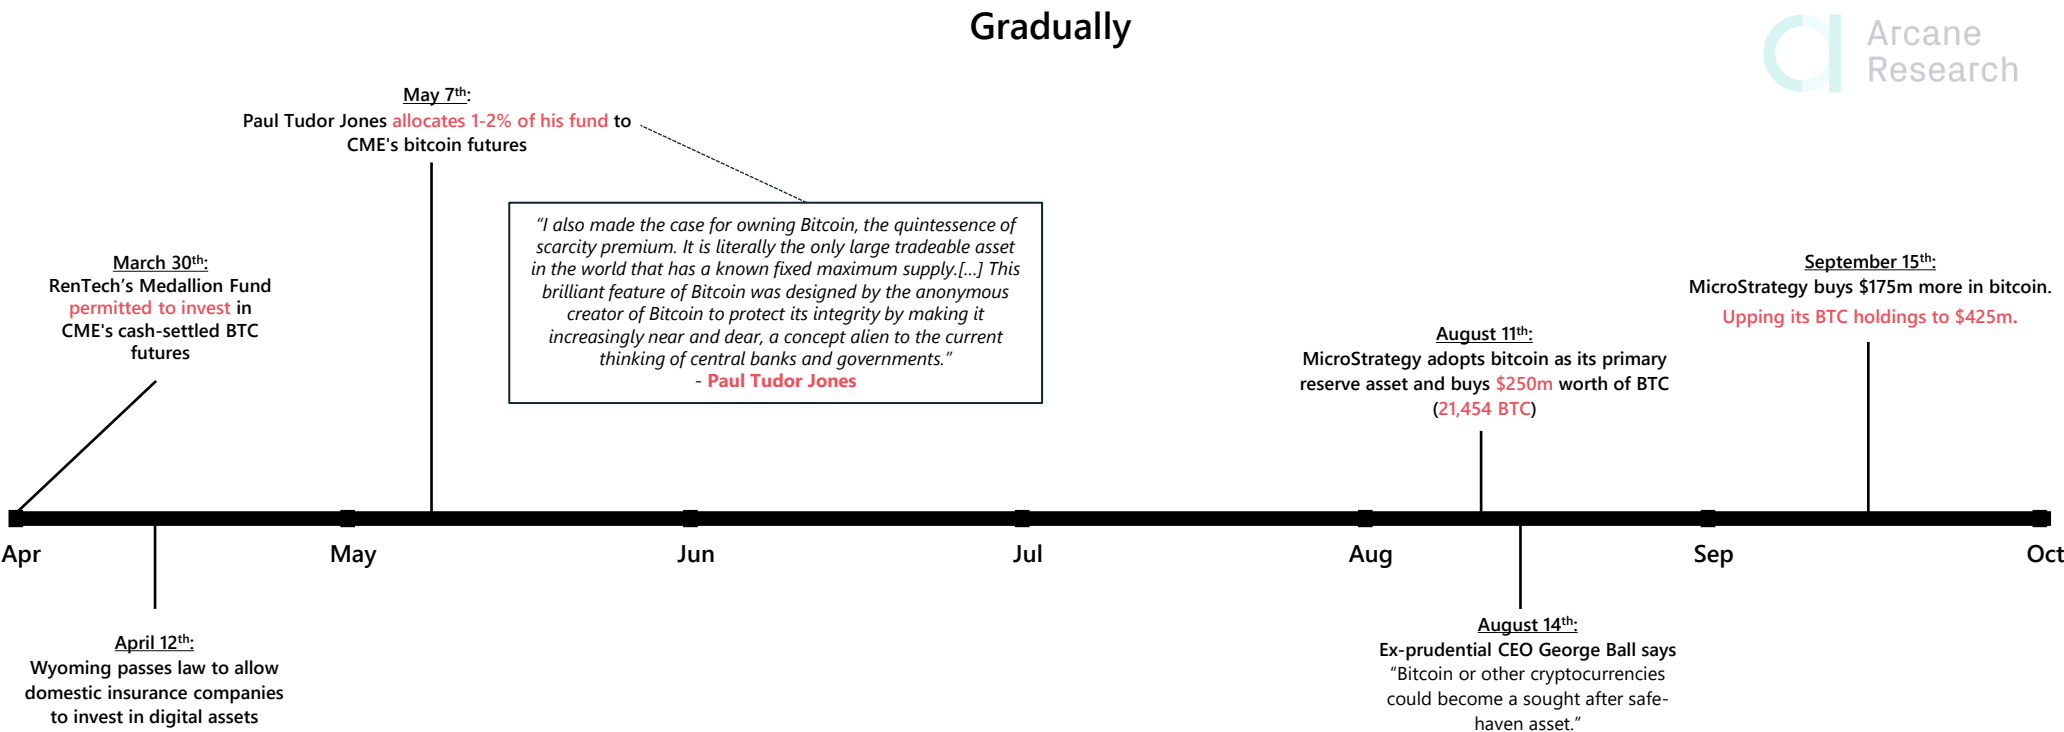 Gradually
Arcane
Research
May 7th:
Paul Tudor Jones allocates 1-2% of his fund to
CME's bitcoin futures
“I also made the case for owning Bitcoin, the quintessence of
scarcity premium. It is literally the only large tradeable asset
in the world that has a known fixed maximum supply.[…] This
brilliant feature of Bitcoin was designed by the anonymous
creator of Bitcoin to protect its integrity by making it
increasingly near and dear, a concept alien to the current
thinking of central banks and governments.”
- Paul Tudor Jones
March 30th:
RenTech’s Medallion Fund
permitted to invest in
CME's cash-settled BTC
futures
August 11th:
MicroStrategy adopts bitcoin as its primary
reserve asset and buys $250m worth of BTC
(21,454 BTC)
September 15th:
MicroStrategy buys $175m more in bitcoin.
Upping its BTC holdings to $425m.
Apr May Jun Jul Aug Sep Oct
April 12th:
Wyoming passes law to allow
domestic insurance companies
to invest in digital assets
August 14th:
Ex-prudential CEO George Ball says
“Bitcoin or other cryptocurrencies
could become a sought after safe-
haven asset.”